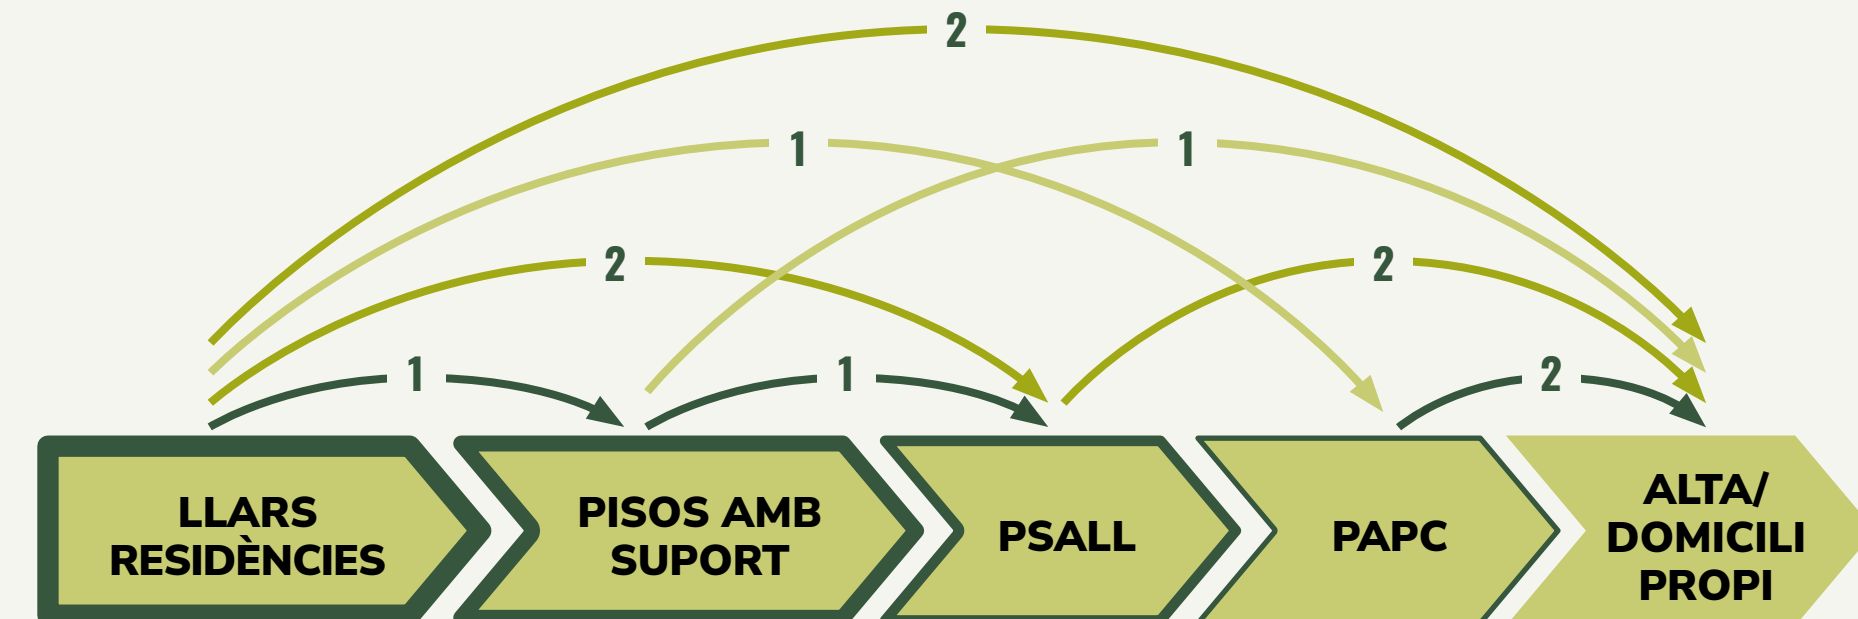 2
1
1
2
2
1
1
2
LLARS
RESIDÈNCIES
PISOS AMB
SUPORT
PSALL
PAPC
ALTA/
DOMICILI
PROPI